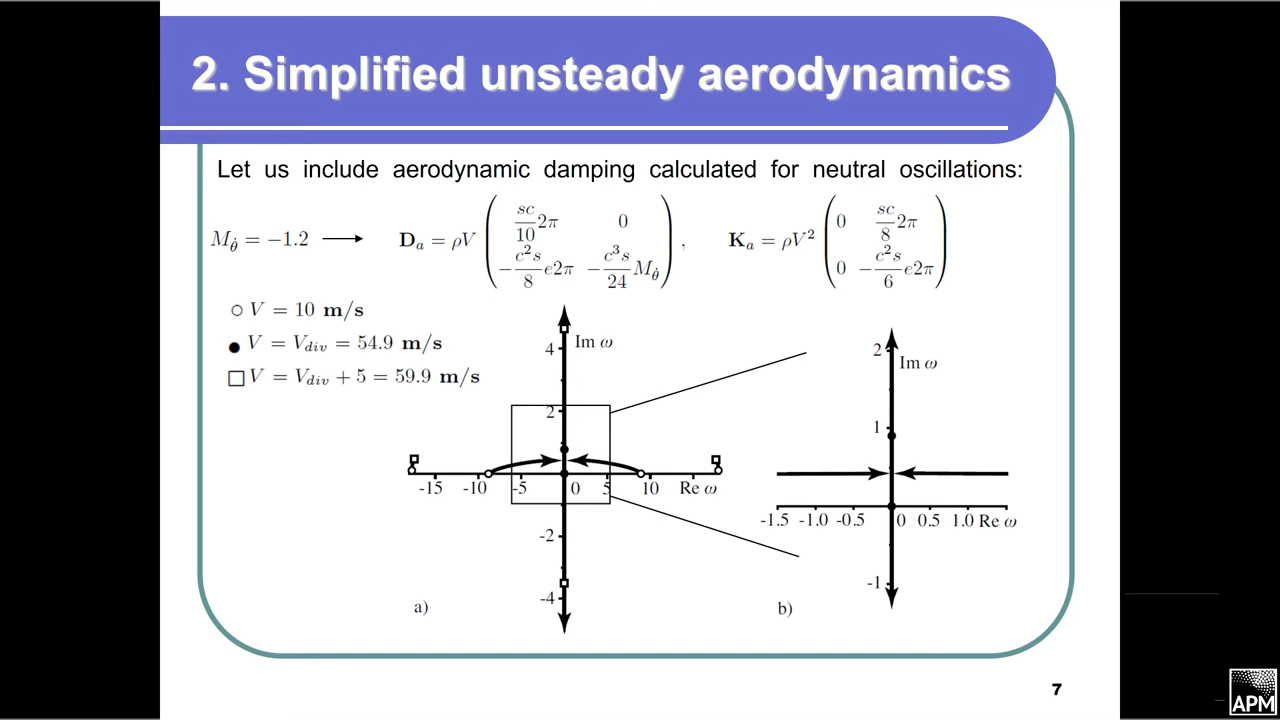 2. Simplified unsteady aerodynamics
Let us include aerodynamic damping calculated for neutral oscillations:
M_θ̇ = −1.2 ⟶ D_a = ρV ( sc/10 2π 0 −c²s/8 e2π −c³s/24 M_θ̇ ) , K_a = ρV² ( 0 sc/8 2π 0 −c²s/6 e2π )
○ V = 10 m/s
● V = V_div = 54.9 m/s
□ V = V_div + 5 = 59.9 m/s
4 Im ω
2
-15 -10 -5 0 5 10 Re ω
-2
-4
a)
2 Im ω
1
-1.5 -1.0 -0.5 0 0.5 1.0 Re ω
-1
b)
7
APM